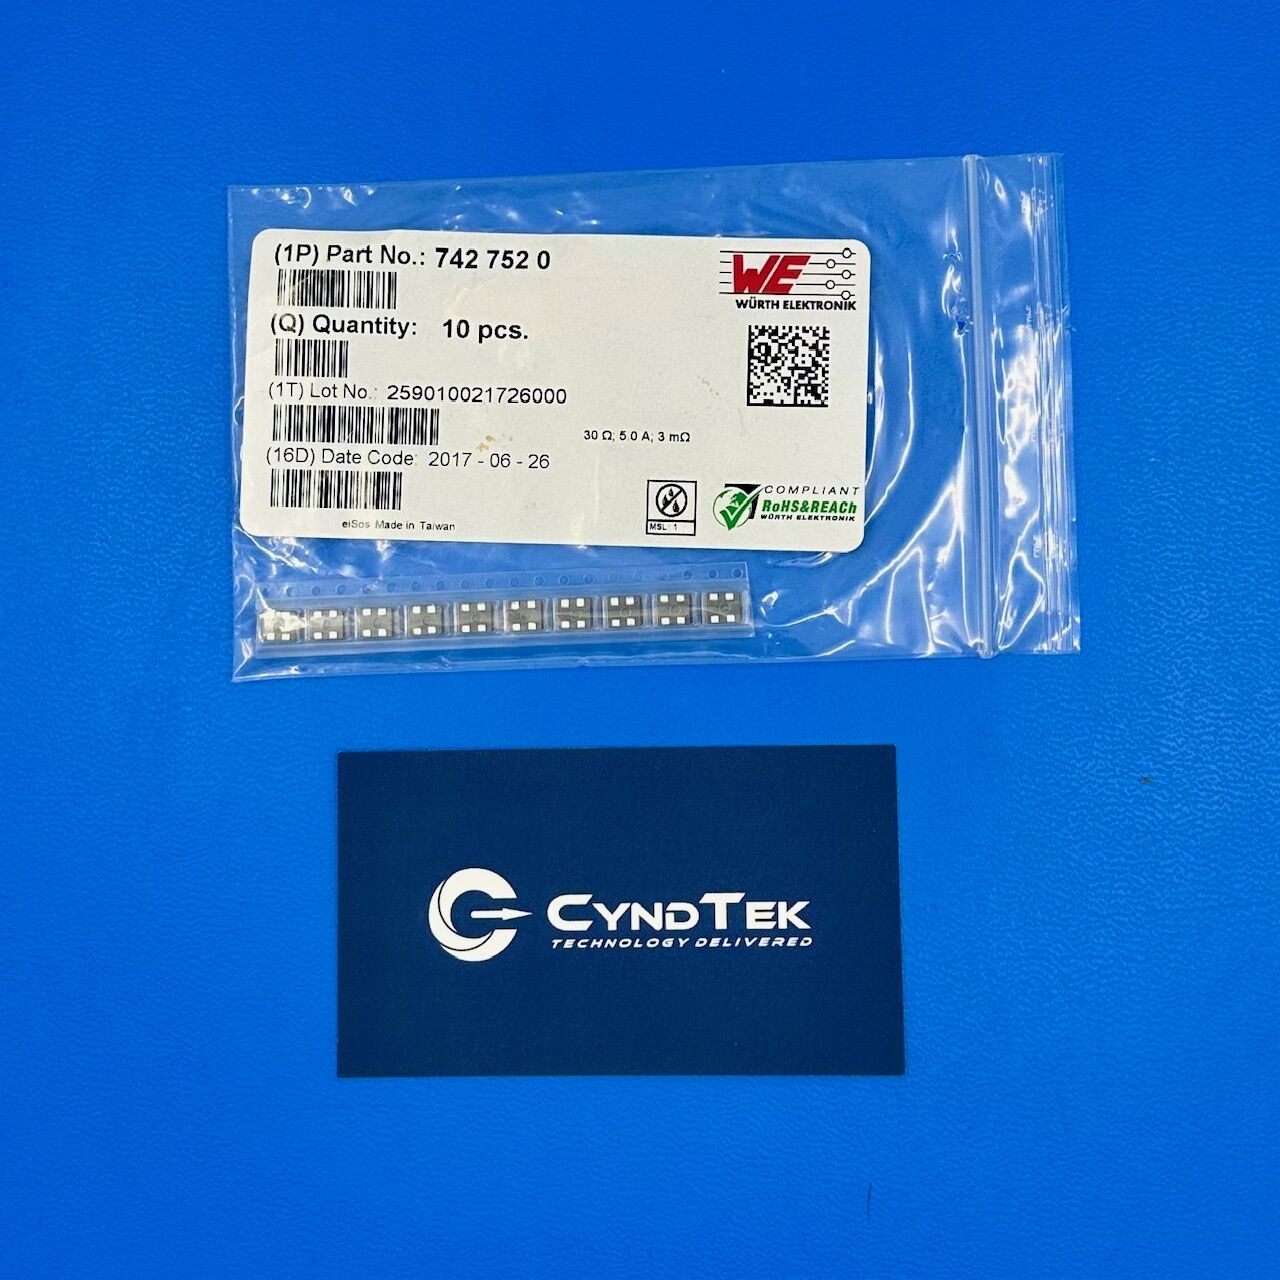 (1P) Part No.: 742 752 0
WE
WÜRTH ELEKTRONIK
(Q) Quantity: 10 pcs.
(1T) Lot No.: 259010021726000
30 Ω; 5.0 A; 3 mΩ
(16D) Date Code: 2017 - 06 - 26
MSL: 1
COMPLIANT
RoHS&REACh
WÜRTH ELEKTRONIK
eiSos Made in Taiwan
CYNDTEK
TECHNOLOGY DELIVERED